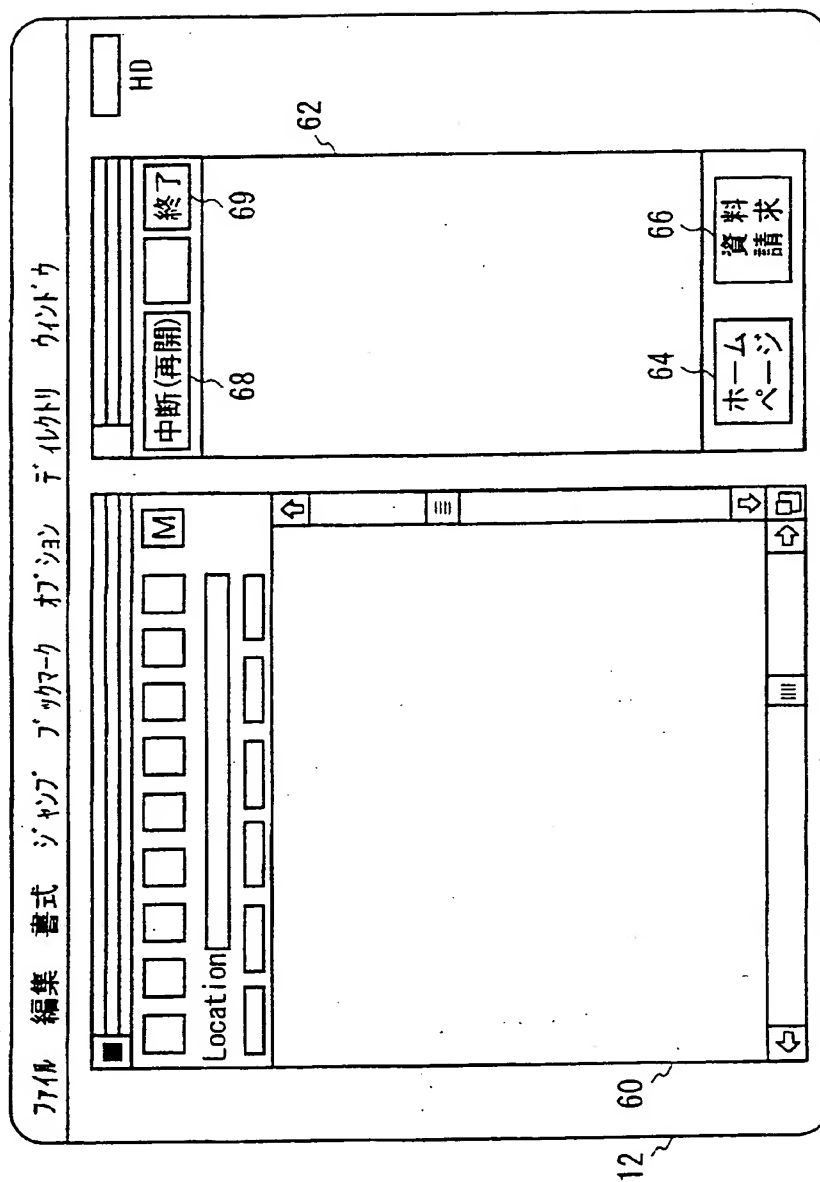 ファイル 編集 書式 ジャンプ ブックマーク オプション ディレクトリ ウィンドウ
HD
M
Location
中断(再開)
終了
68
69
62
ホーム
ページ
資料
請求
64
66
60
12